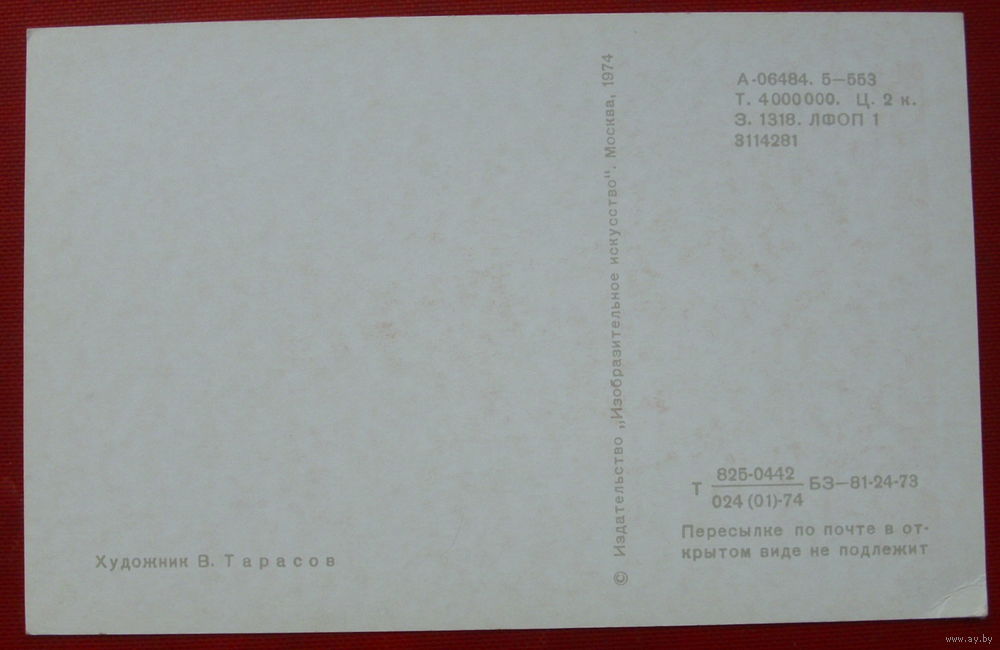 Художник В. Тарасов
© Издательство „Изобразительное искусство". Москва, 1974
А-06484. 5—553
Т. 4000000. Ц. 2 к.
З. 1318. ЛФОП 1
3114281
Т 825-0442 БЗ—81-24-73
024 (01)-74
Пересылке по почте в от-
крытом виде не подлежит
www.ay.by